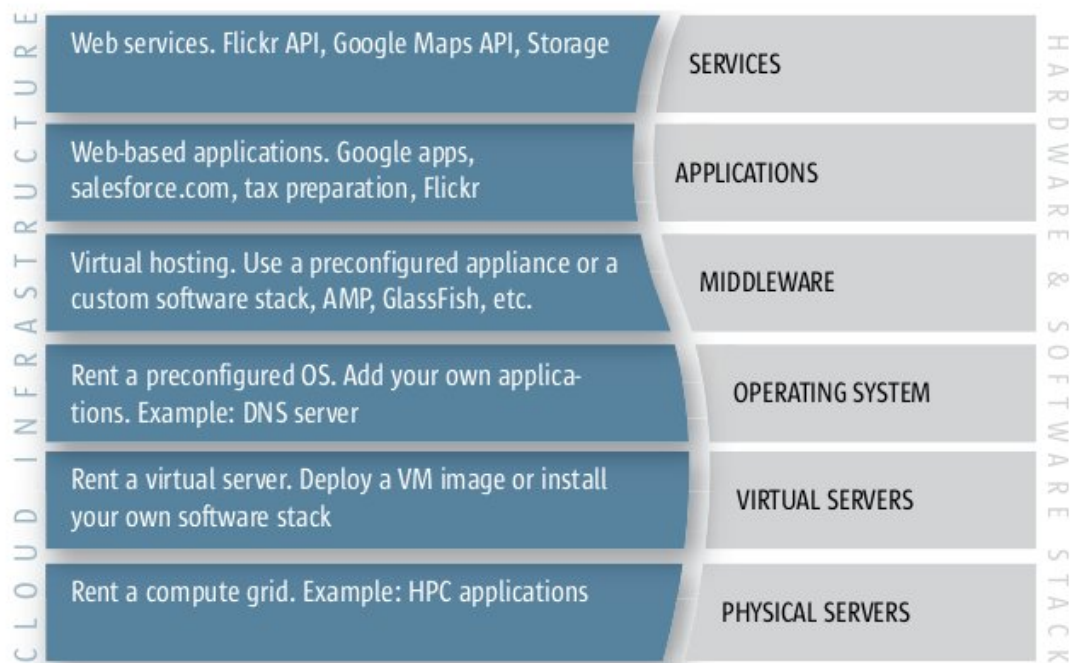 CLOUD INFRASTRUCTURE
Web services. Flickr API, Google Maps API, Storage
SERVICES
Web-based applications. Google apps,
salesforce.com, tax preparation, Flickr
APPLICATIONS
Virtual hosting. Use a preconfigured appliance or a
custom software stack, AMP, GlassFish, etc.
MIDDLEWARE
Rent a preconfigured OS. Add your own applica-
tions. Example: DNS server
OPERATING SYSTEM
Rent a virtual server. Deploy a VM image or install
your own software stack
VIRTUAL SERVERS
Rent a compute grid. Example: HPC applications
PHYSICAL SERVERS
HARDWARE & SOFTWARE STACK